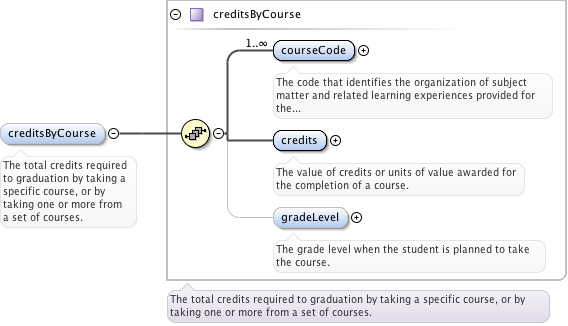 creditsByCourse
1..∞
courseCode
The code that identifies the organization of subject
matter and related learning experiences provided for
the...
creditsByCourse
The total credits required
to graduation by taking a
specific course, or by
taking one or more from
a set of courses.
credits
The value of credits or units of value awarded for
the completion of a course.
gradeLevel
The grade level when the student is planned to take
the course.
The total credits required to graduation by taking a specific course, or by
taking one or more from a set of courses.